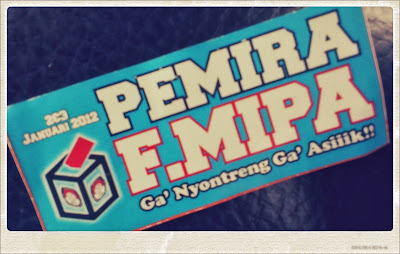 PEMIRA
2&3
JANUARI 2012
F.MIPA
Ga' Nyontreng Ga' Asiiik!!